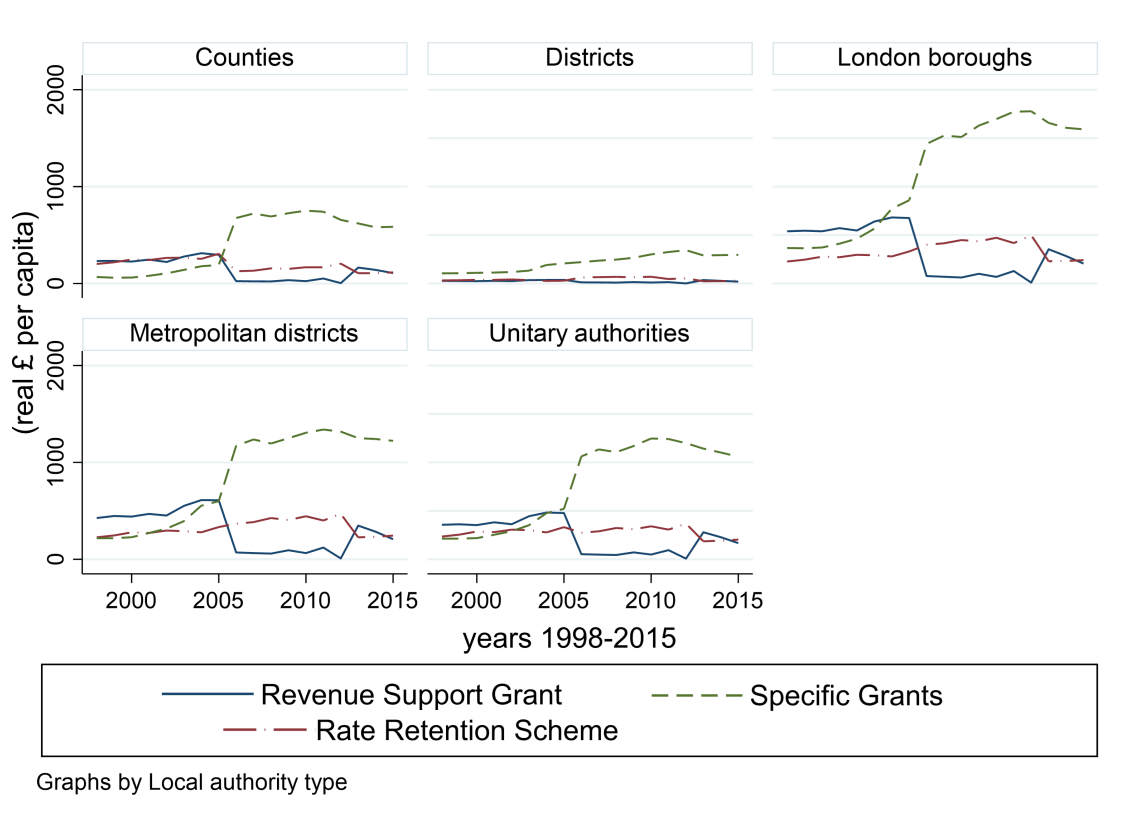 Counties
Districts
London boroughs
2000
1000
0
Metropolitan districts
Unitary authorities
2000
1000
0
(real £ per capita)
2000 2005 2010 2015
2000 2005 2010 2015
years 1998-2015
Revenue Support Grant
Specific Grants
Rate Retention Scheme
Graphs by Local authority type